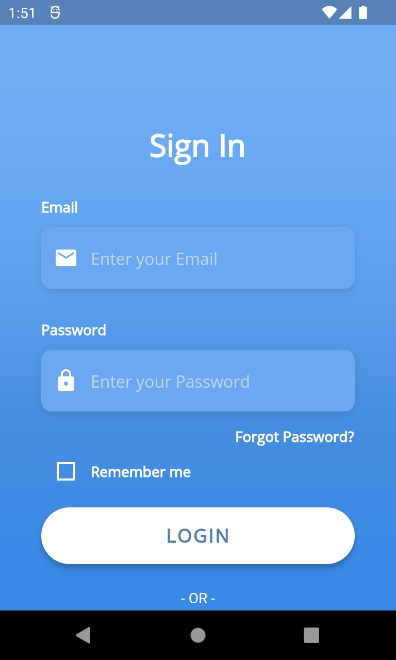 1:51
Sign In
Email
Enter your Email
Password
Enter your Password
Forgot Password?
Remember me
LOGIN
- OR -